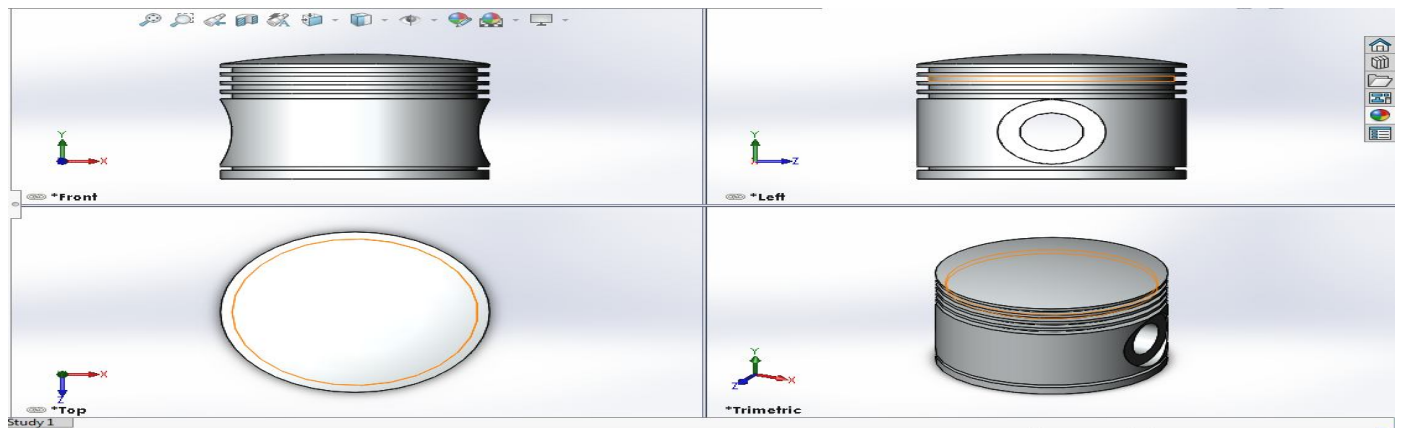 Y
X
*Front
Y
X
Z
*Left
X
Z
*Top
Y
Z
X
*Trimetric
Study 1